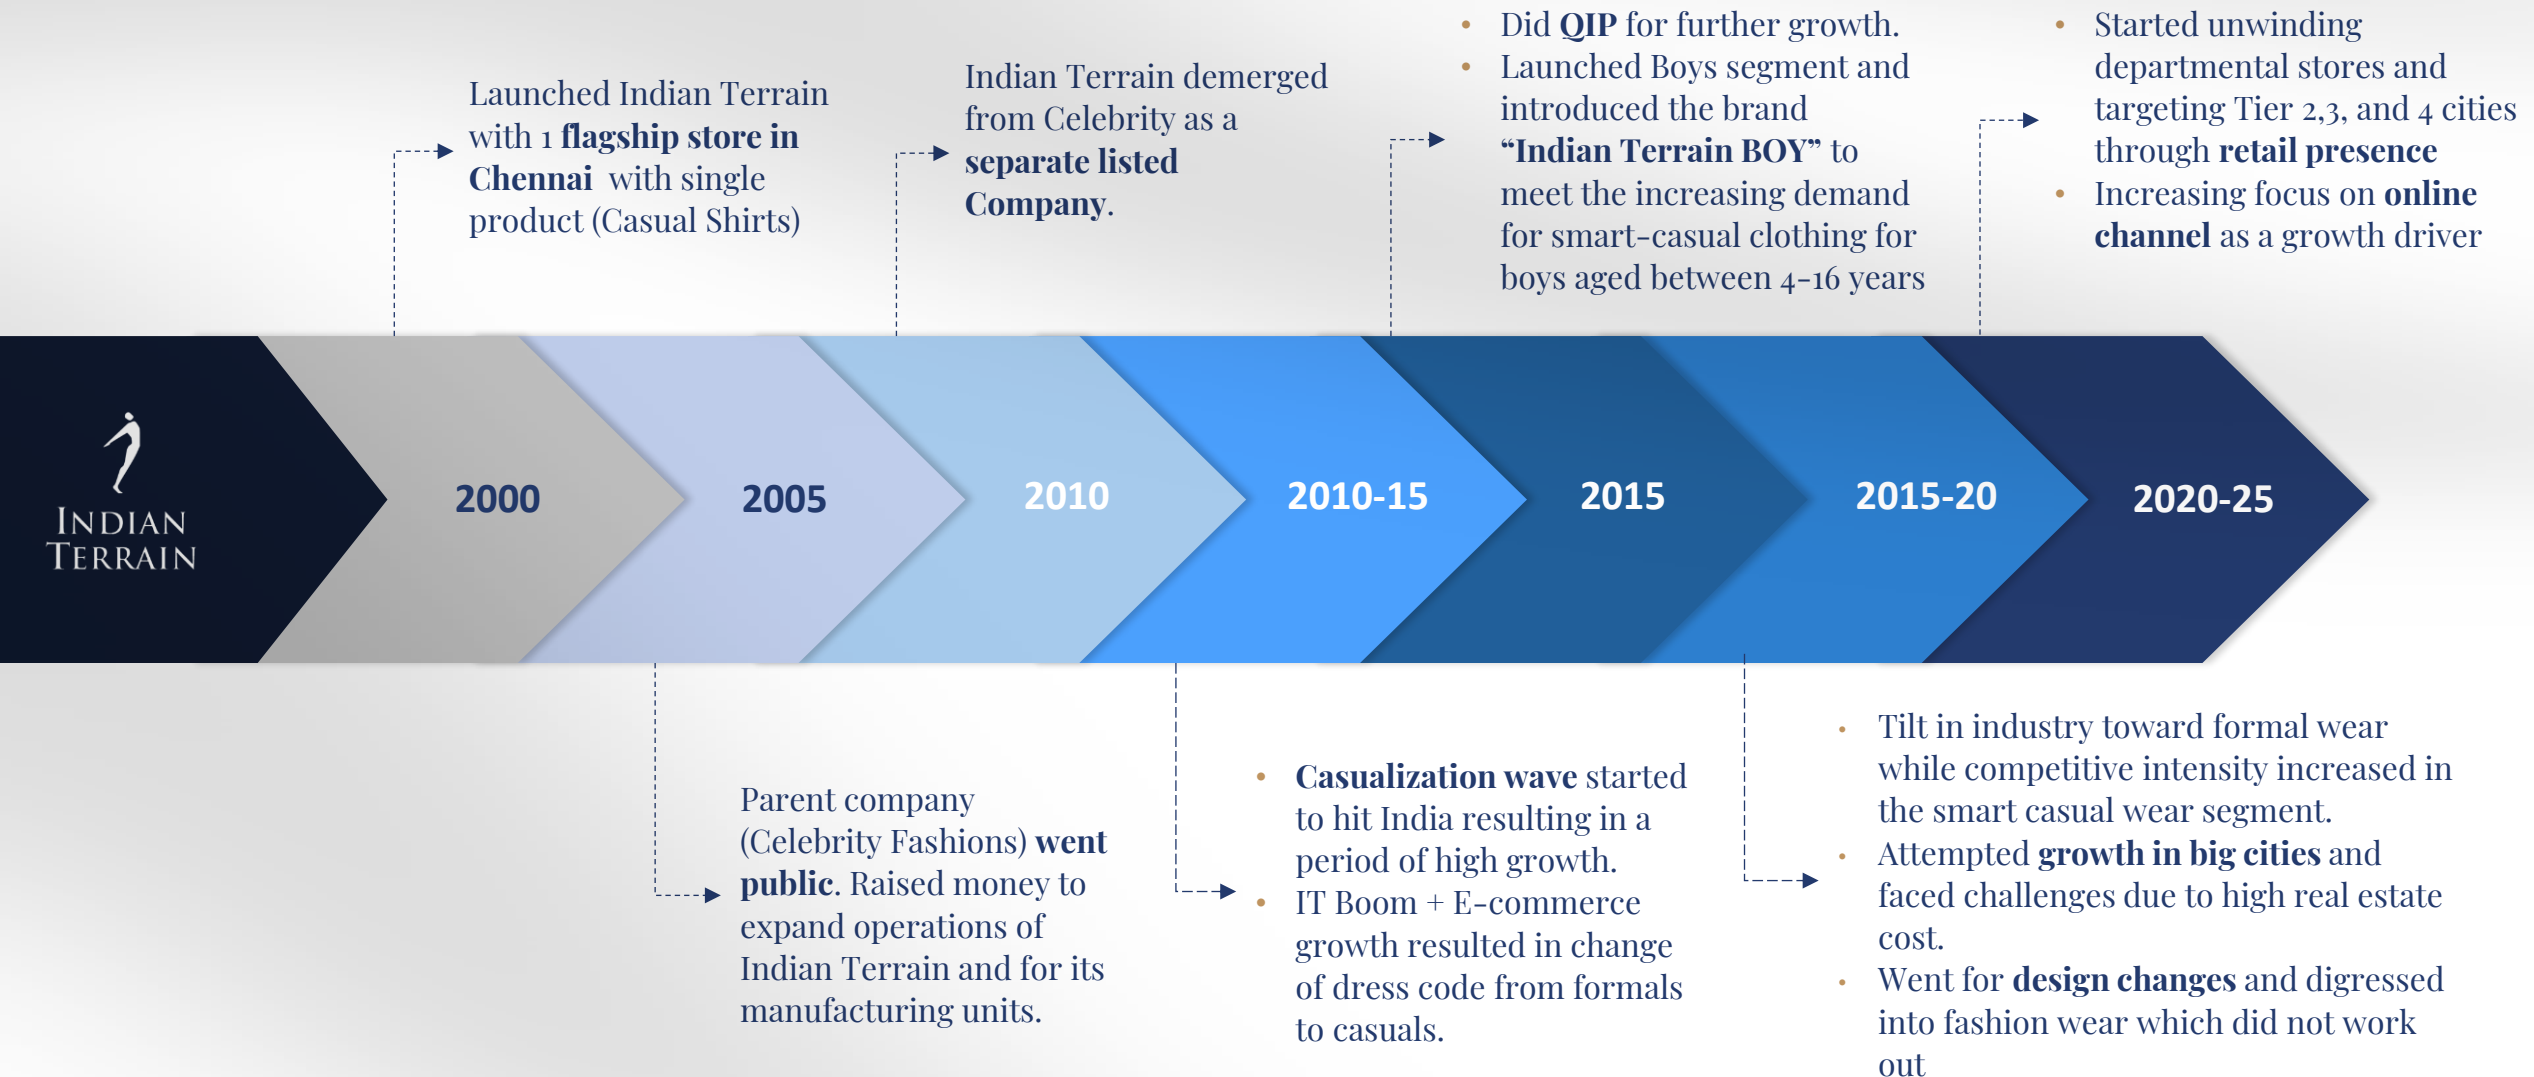 Launched Indian Terrain
with 1 flagship store in
Chennai with single
product (Casual Shirts)
Indian Terrain demerged
from Celebrity as a
separate listed
Company.
• Did QIP for further growth.
• Launched Boys segment and
introduced the brand
“Indian Terrain BOY” to
meet the increasing demand
for smart-casual clothing for
boys aged between 4-16 years
• Started unwinding
departmental stores and
targeting Tier 2,3, and 4 cities
through retail presence
• Increasing focus on online
channel as a growth driver
INDIAN
TERRAIN
2000
2005
2010
2010-15
2015
2015-20
2020-25
Parent company
(Celebrity Fashions) went
public. Raised money to
expand operations of
Indian Terrain and for its
manufacturing units.
• Casualization wave started
to hit India resulting in a
period of high growth.
• IT Boom + E-commerce
growth resulted in change
of dress code from formals
to casuals.
• Tilt in industry toward formal wear
while competitive intensity increased in
the smart casual wear segment.
• Attempted growth in big cities and
faced challenges due to high real estate
cost.
• Went for design changes and digressed
into fashion wear which did not work
out